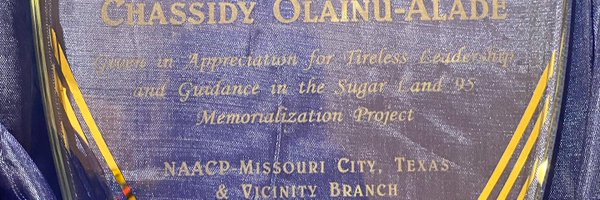 Chassidy Olainu-Alade
Given in Appreciation for Tireless Leadership
and Guidance in the Sugar Land 95
Memorialization Project
NAACP-Missouri City, Texas
& Vicinity Branch